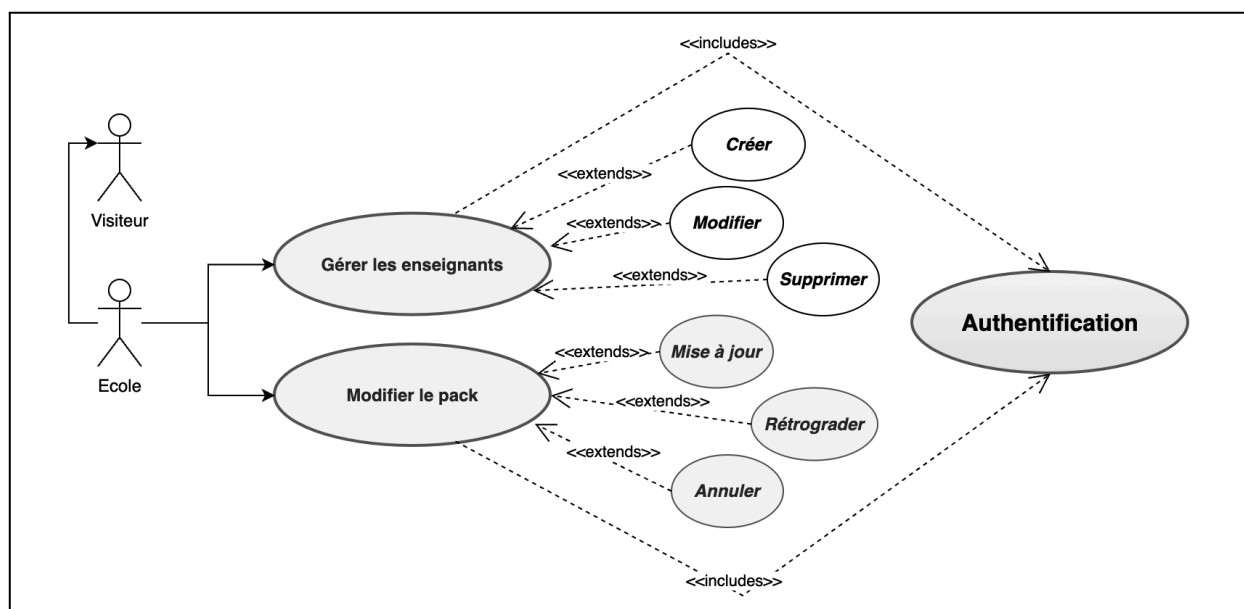 <<includes>>
Créer
<<extends>>
Visiteur
Modifier
<<extends>>
Gérer les enseignants
<<extends>>
Supprimer
Authentification
Mise à jour
<<extends>>
Ecole
Modifier le pack
<<extends>>
Rétrograder
<<extends>>
Annuler
<<includes>>